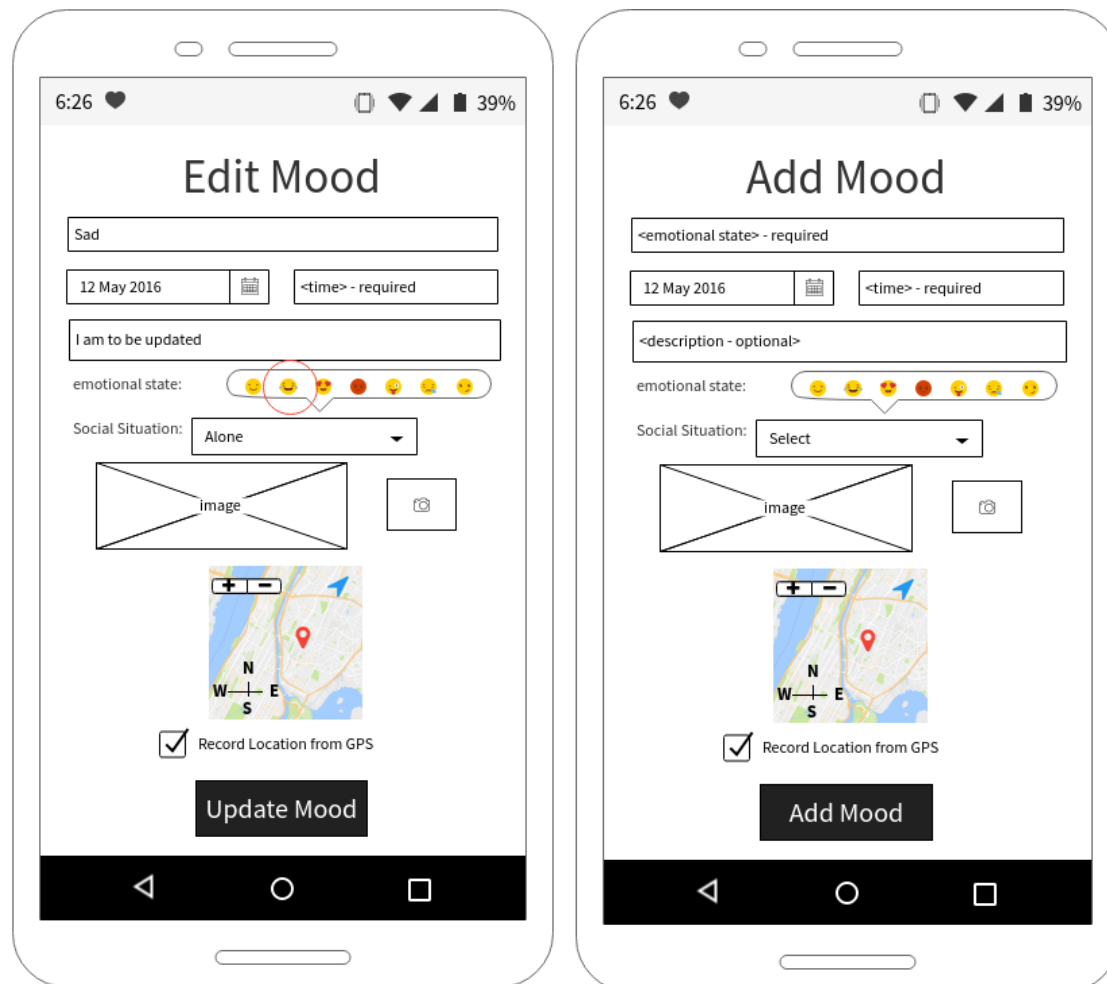 6:26 39%
Edit Mood
Sad
12 May 2016 <time> - required
I am to be updated
emotional state:
Social Situation: Alone
image
+ −
N
W E
S
Record Location from GPS
Update Mood
6:26 39%
Add Mood
<emotional state> - required
12 May 2016 <time> - required
<description - optional>
emotional state:
Social Situation: Select
image
+ −
N
W E
S
Record Location from GPS
Add Mood